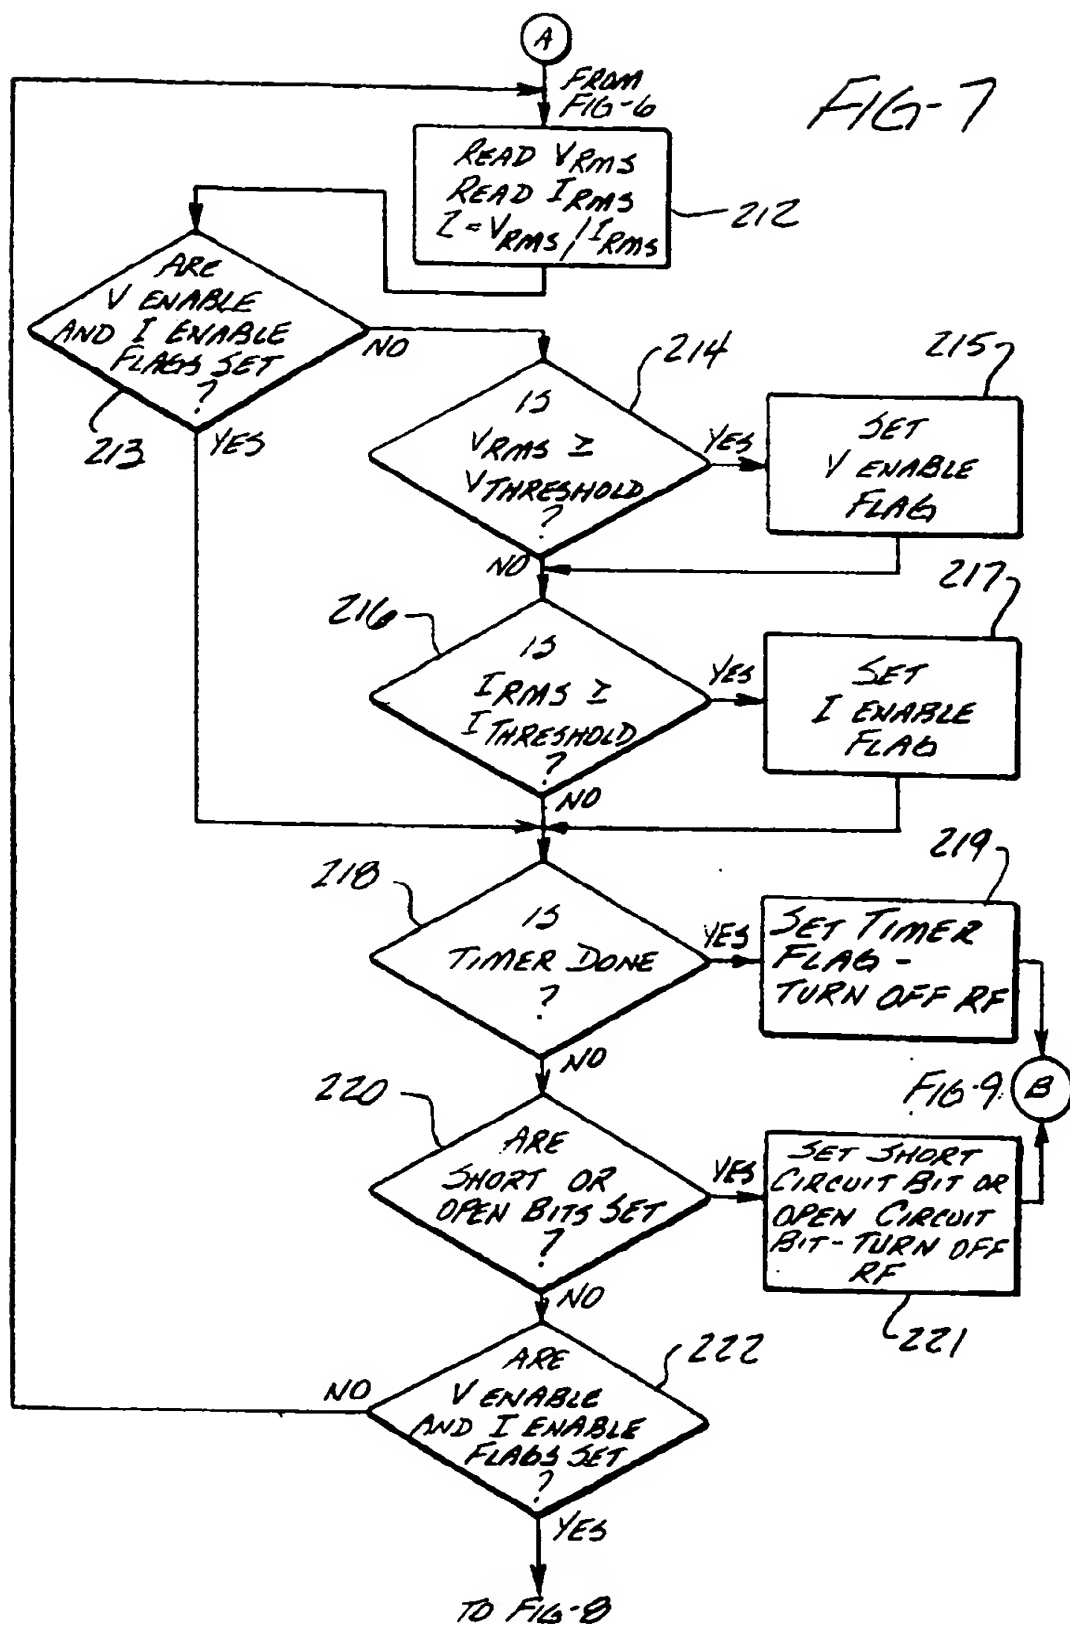 A
FROM
FIG-6
FIG-7
READ VRMS
READ IRMS
Z=VRMS/IRMS
212
ARE
V ENABLE
AND I ENABLE
FLAGS SET
?
NO
213
YES
214
IS
VRMS ≥
VTHRESHOLD
?
YES
215
SET
V ENABLE
FLAG
NO
216
IS
IRMS ≥
ITHRESHOLD
?
YES
217
SET
I ENABLE
FLAG
NO
218
IS
TIMER DONE
?
YES
219
SET TIMER
FLAG-
TURN OFF RF
NO
FIG-9
B
220
ARE
SHORT OR
OPEN BITS SET
?
YES
SET SHORT
CIRCUIT BIT OR
OPEN CIRCUIT
BIT-TURN OFF
RF
221
NO
222
ARE
V ENABLE
AND I ENABLE
FLAGS SET
?
NO
YES
TO FIG-8